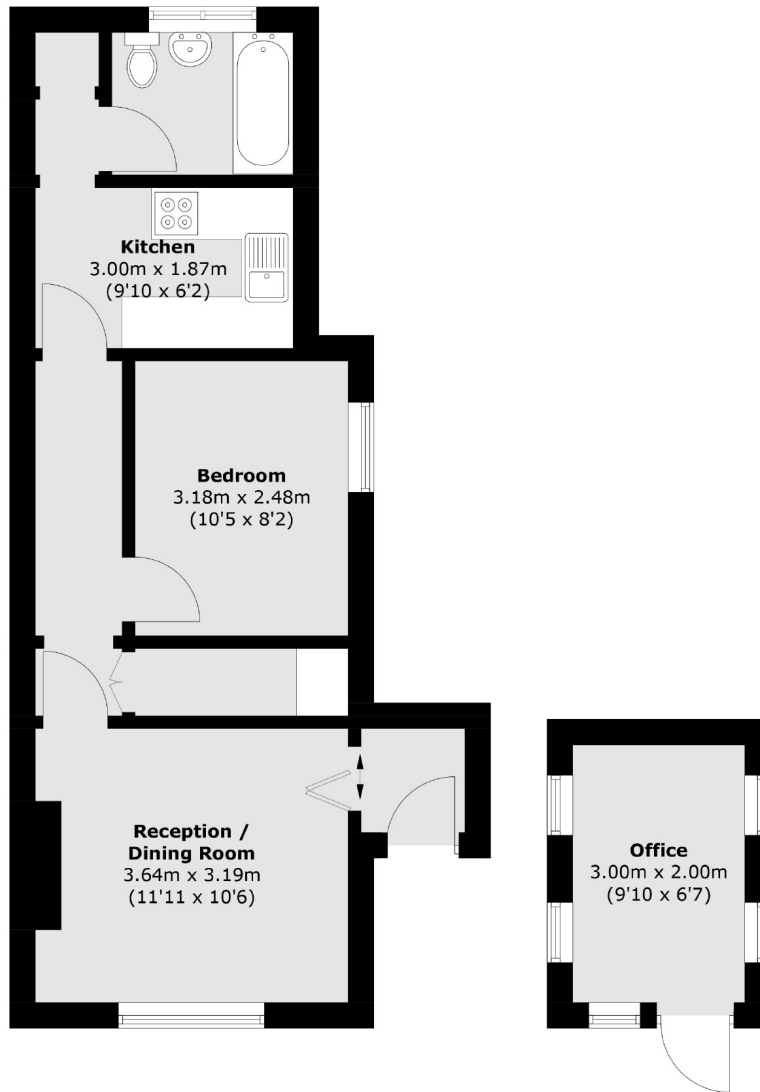 Kitchen
3.00m x 1.87m
(9'10 x 6'2)
Bedroom
3.18m x 2.48m
(10'5 x 8'2)
Reception /
Dining Room
3.64m x 3.19m
(11'11 x 10'6)
Office
3.00m x 2.00m
(9'10 x 6'7)